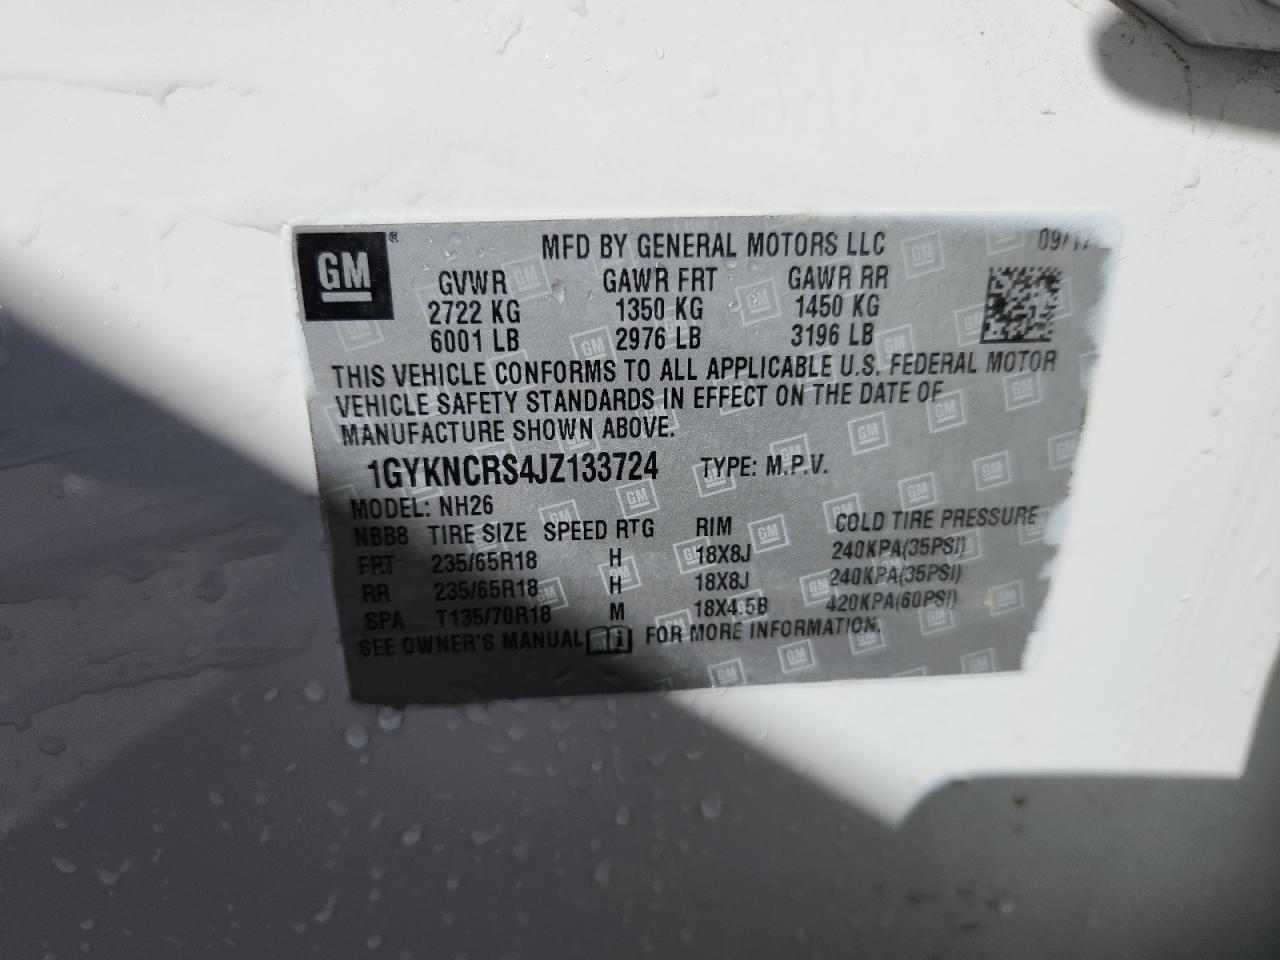 GM ® MFD BY GENERAL MOTORS LLC 09/17
GVWR GAWR FRT GAWR RR
2722 KG 1350 KG 1450 KG
6001 LB 2976 LB 3196 LB
THIS VEHICLE CONFORMS TO ALL APPLICABLE U.S. FEDERAL MOTOR
VEHICLE SAFETY STANDARDS IN EFFECT ON THE DATE OF
MANUFACTURE SHOWN ABOVE.
1GYKNCRS4JZ133724 TYPE: M.P.V.
MODEL: NH26
NBB8 TIRE SIZE SPEED RTG RIM COLD TIRE PRESSURE
FRT 235/65R18 H 18X8J 240KPA(35PSI)
RR 235/65R18 H 18X8J 240KPA(35PSI)
SPA T135/70R18 M 18X4.5B 420KPA(60PSI)
SEE OWNER'S MANUAL FOR MORE INFORMATION.